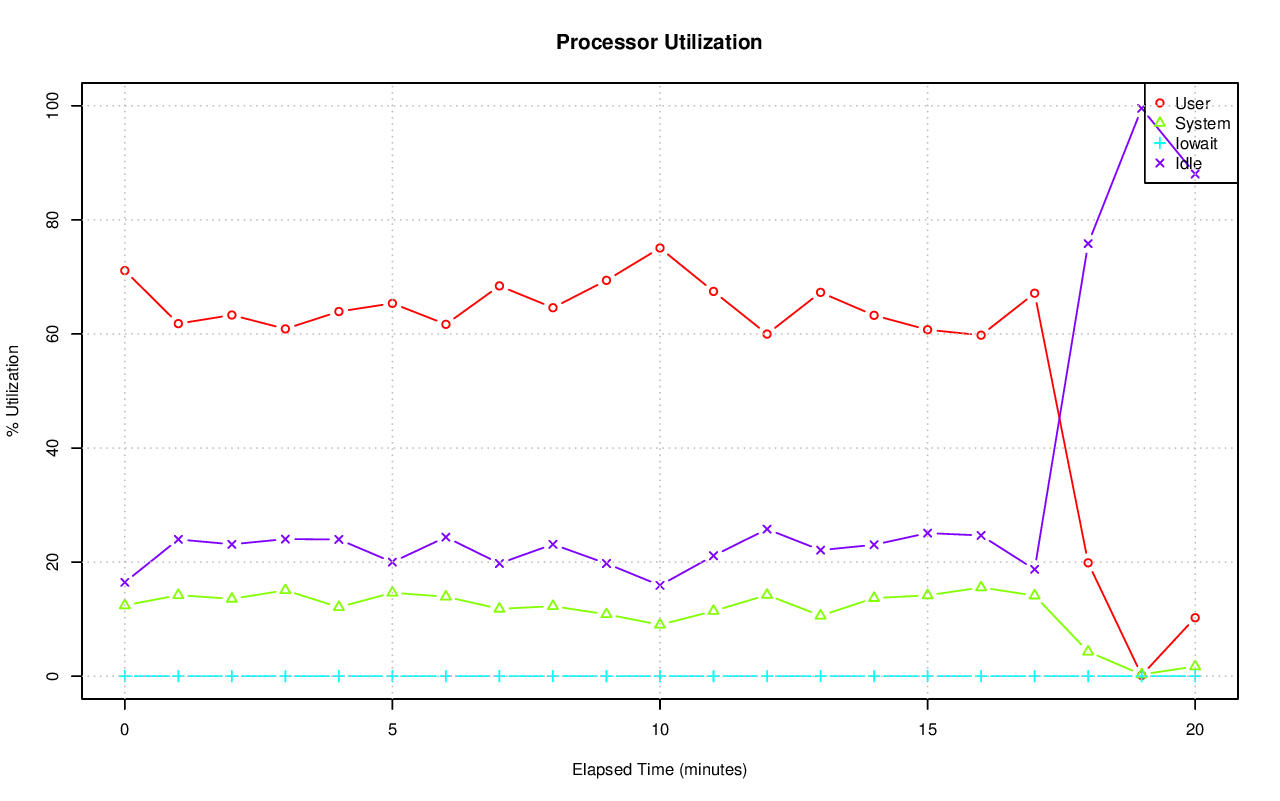 Processor Utilization
% Utilization
100
80
60
40
20
0
User
System
Iowait
Idle
0 5 10 15 20
Elapsed Time (minutes)